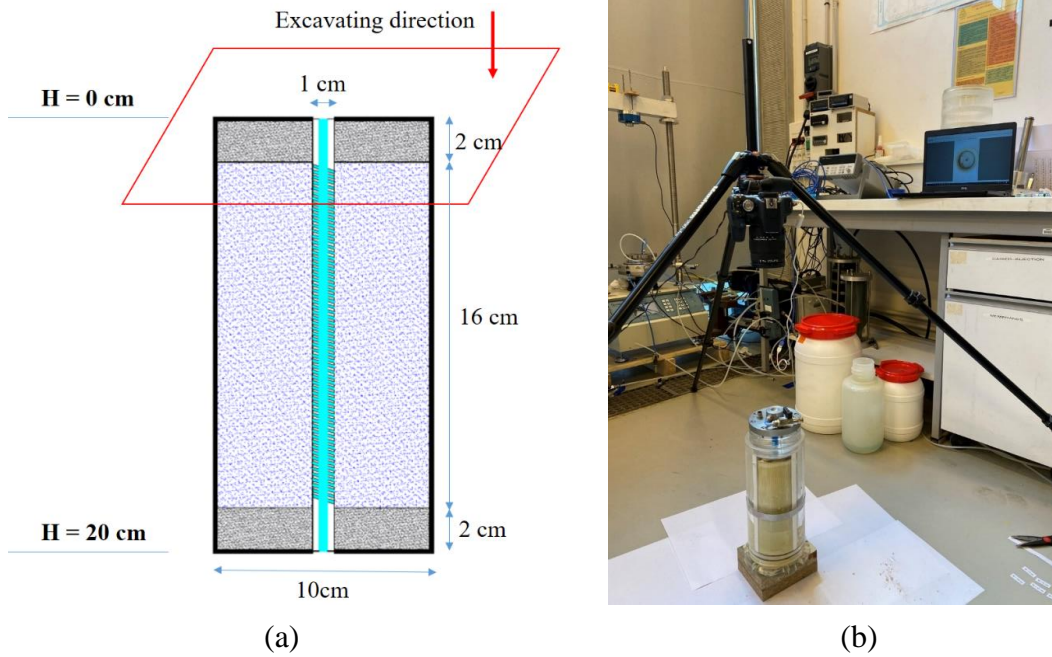 Excavating direction
1 cm
H = 0 cm
2 cm
16 cm
H = 20 cm
2 cm
10cm
(a)
(b)